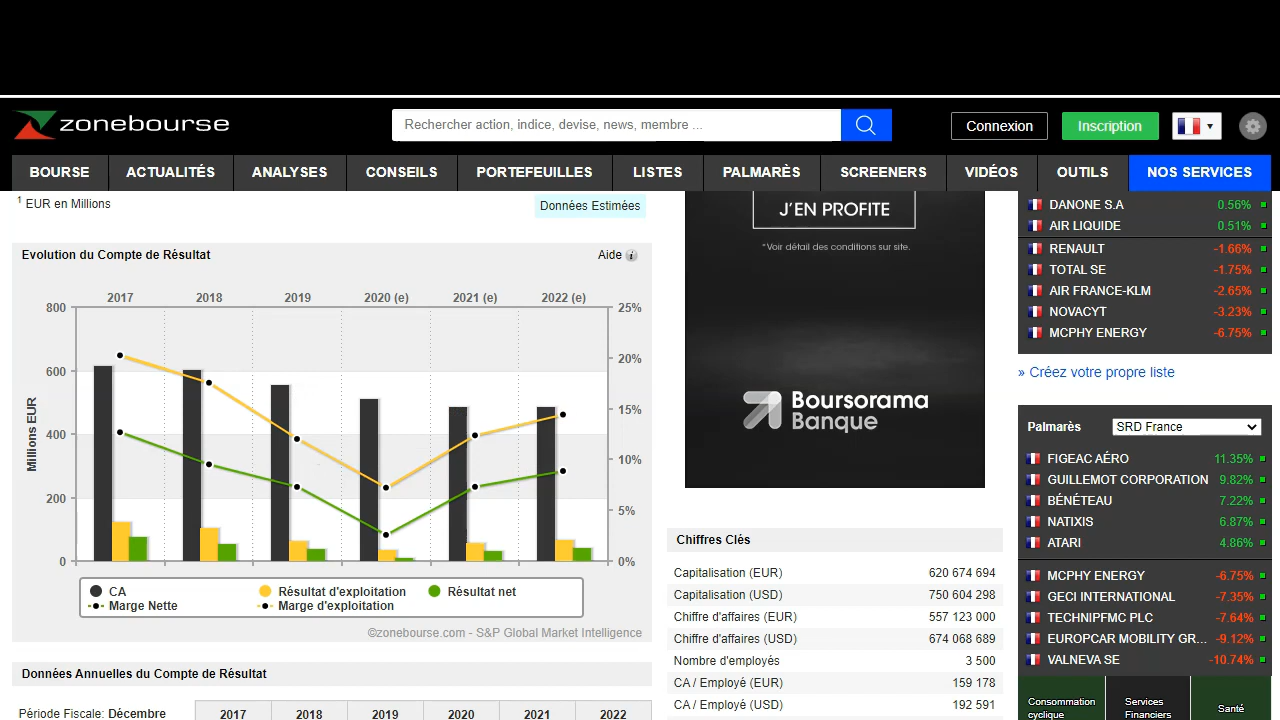 zonebourse
Rechercher action, indice, devise, news, membre ...
Connexion
Inscription
BOURSE ACTUALITÉS ANALYSES CONSEILS PORTEFEUILLES LISTES PALMARÈS SCREENERS VIDÉOS OUTILS NOS SERVICES
1 EUR en Millions
Données Estimées
Evolution du Compte de Résultat
Aide
2017 2018 2019 2020 (e) 2021 (e) 2022 (e)
800
600
400
200
0
Millions EUR
25%
20%
15%
10%
5%
0%
CA Résultat d'exploitation Résultat net
Marge Nette Marge d'exploitation
©zonebourse.com - S&P Global Market Intelligence
Données Annuelles du Compte de Résultat
Période Fiscale: Décembre 2017 2018 2019 2020 2021 2022
J'EN PROFITE
*Voir détail des conditions sur site.
Boursorama
Banque
Chiffres Clés
Capitalisation (EUR) 620 674 694
Capitalisation (USD) 750 604 298
Chiffre d'affaires (EUR) 557 123 000
Chiffre d'affaires (USD) 674 068 689
Nombre d'employés 3 500
CA / Employé (EUR) 159 178
CA / Employé (USD) 192 591
DANONE S.A 0.56%
AIR LIQUIDE 0.51%
RENAULT -1.66%
TOTAL SE -1.75%
AIR FRANCE-KLM -2.65%
NOVACYT -3.23%
MCPHY ENERGY -6.75%
» Créez votre propre liste
Palmarès SRD France
FIGEAC AÉRO 11.35%
GUILLEMOT CORPORATION 9.82%
BÉNÉTEAU 7.22%
NATIXIS 6.87%
ATARI 4.86%
MCPHY ENERGY -6.75%
GECI INTERNATIONAL -7.35%
TECHNIPFMC PLC -7.64%
EUROPCAR MOBILITY GR... -9.12%
VALNEVA SE -10.74%
Consommation
cyclique
Services
Financiers
Santé